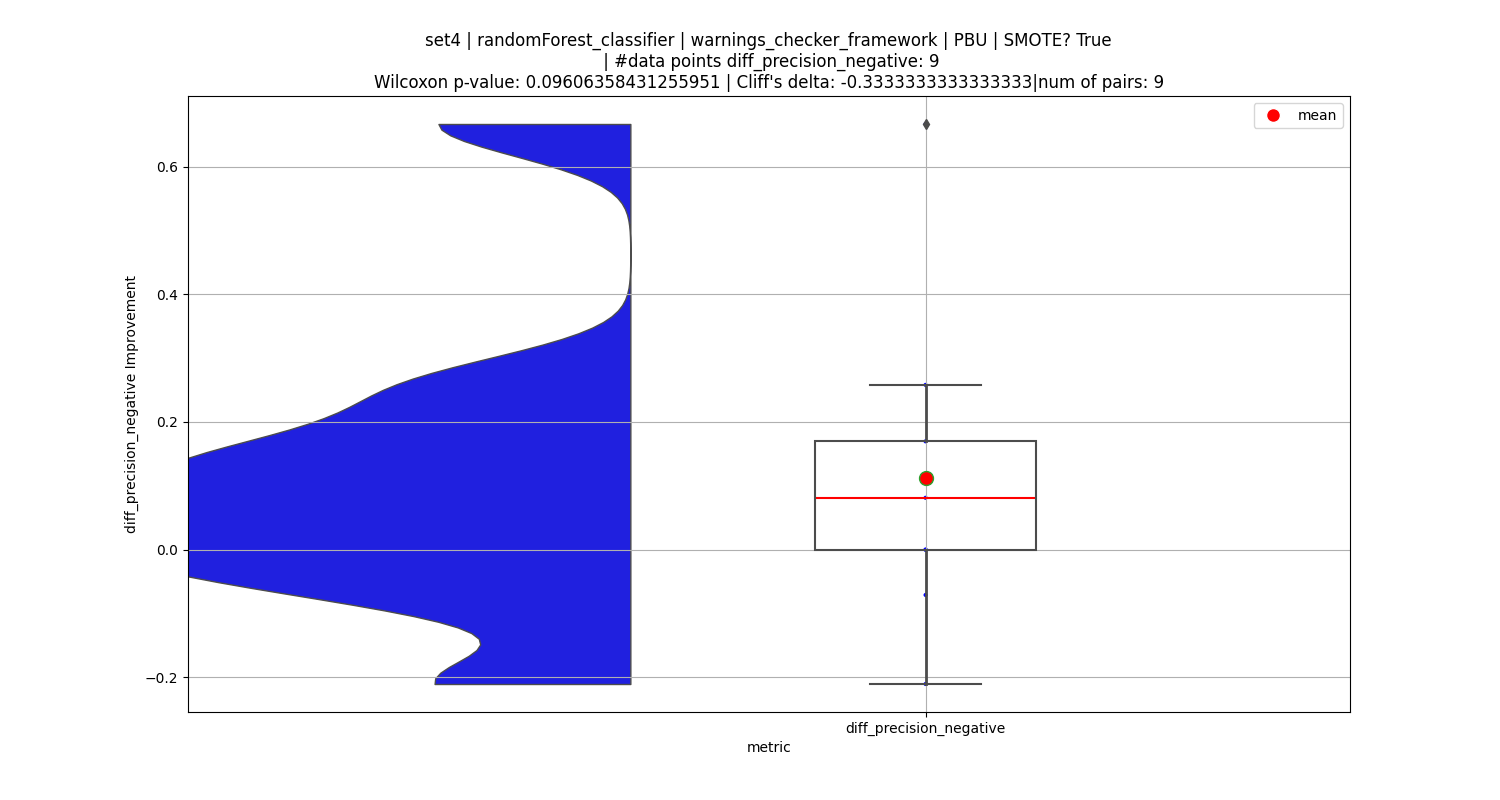 set4 | randomForest_classifier | warnings_checker_framework | PBU | SMOTE? True
| #data points diff_precision_negative: 9
Wilcoxon p-value: 0.09606358431255951 | Cliff's delta: -0.3333333333333333|num of pairs: 9
mean
0.6
0.4
0.2
0.0
−0.2
diff_precision_negative Improvement
diff_precision_negative
metric